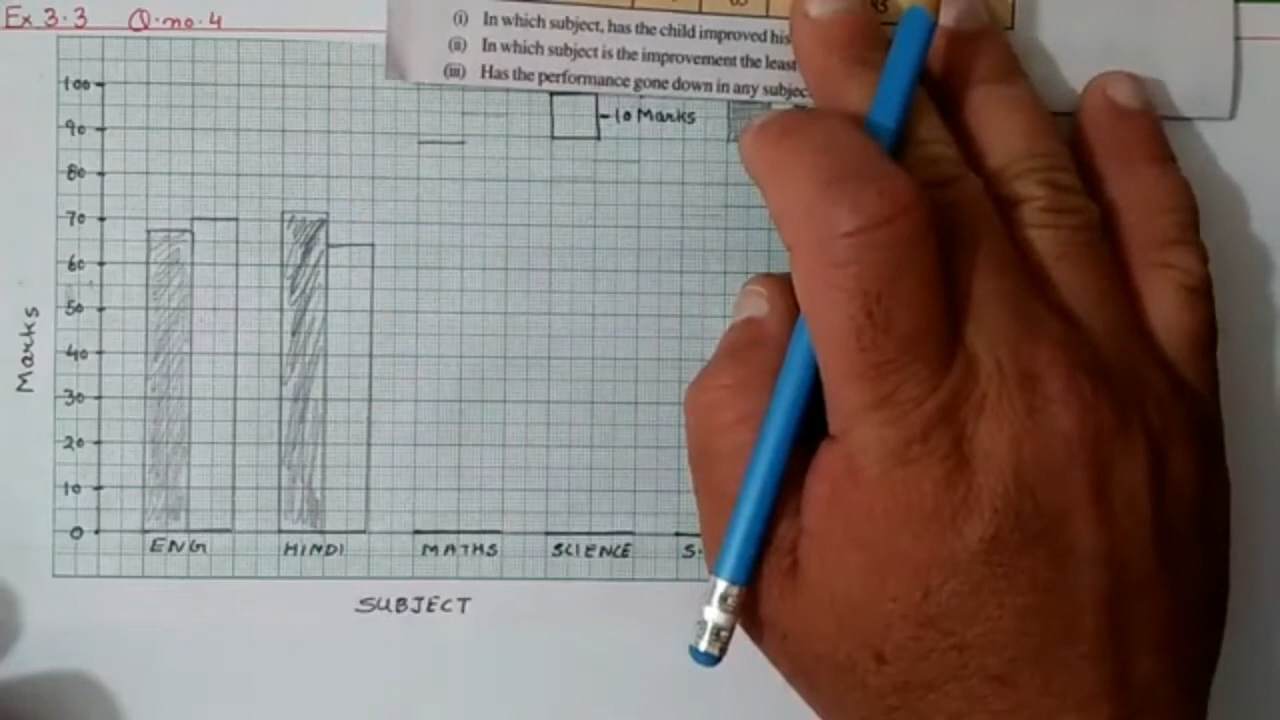 Ex 3.3 Q.no.4
(i) In which subject, has the child improved his
(ii) In which subject is the improvement the least
(iii) Has the performance gone down in any subjec
-10 Marks
100
90
80
70
60
50
40
30
20
10
0
Marks
ENG HINDI MATHS SCIENCE S.
SUBJECT